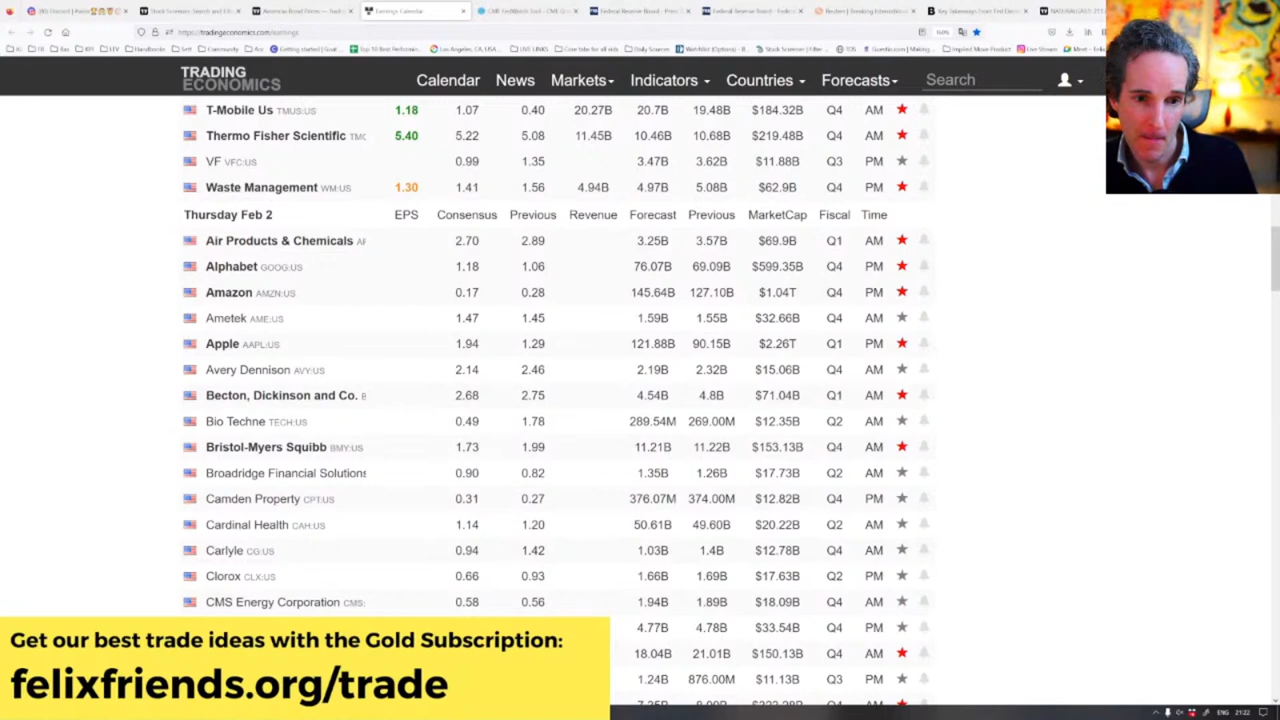 https://tradingeconomics.com/earnings
TRADING
ECONOMICS
Calendar News Markets Indicators Countries Forecasts Search
T-Mobile Us TMUS:US 1.18 1.07 0.40 20.27B 20.7B 19.48B $184.32B Q4 AM
Thermo Fisher Scientific TMO 5.40 5.22 5.08 11.45B 10.46B 10.68B $219.48B Q4 AM
VF VFC:US 0.99 1.35 3.47B 3.62B $11.88B Q3 PM
Waste Management WM:US 1.30 1.41 1.56 4.94B 4.97B 5.08B $62.9B Q4 PM
Thursday Feb 2 EPS Consensus Previous Revenue Forecast Previous MarketCap Fiscal Time
Air Products & Chemicals AF 2.70 2.89 3.25B 3.57B $69.9B Q1 AM
Alphabet GOOG:US 1.18 1.06 76.07B 69.09B $599.35B Q4 PM
Amazon AMZN:US 0.17 0.28 145.64B 127.10B $1.04T Q4 PM
Ametek AME:US 1.47 1.45 1.59B 1.55B $32.66B Q4 AM
Apple AAPL:US 1.94 1.29 121.88B 90.15B $2.26T Q1 PM
Avery Dennison AVY:US 2.14 2.46 2.19B 2.32B $15.06B Q4 AM
Becton, Dickinson and Co. B 2.68 2.75 4.54B 4.8B $71.04B Q1 AM
Bio Techne TECH:US 0.49 1.78 289.54M 269.00M $12.35B Q2 AM
Bristol-Myers Squibb BMY:US 1.73 1.99 11.21B 11.22B $153.13B Q4 AM
Broadridge Financial Solutions 0.90 0.82 1.35B 1.26B $17.73B Q2 AM
Camden Property CPT:US 0.31 0.27 376.07M 374.00M $12.82B Q4 PM
Cardinal Health CAH:US 1.14 1.20 50.61B 49.60B $20.22B Q2 AM
Carlyle CG:US 0.94 1.42 1.03B 1.4B $12.78B Q4 AM
Clorox CLX:US 0.66 0.93 1.66B 1.69B $17.63B Q2 PM
CMS Energy Corporation CMS: 0.58 0.56 1.94B 1.89B $18.09B Q4 AM
4.77B 4.78B $33.54B Q4 PM
18.04B 21.01B $150.13B Q4 AM
1.24B 876.00M $11.13B Q3 PM
Get our best trade ideas with the Gold Subscription:
felixfriends.org/trade
ENG 21:22